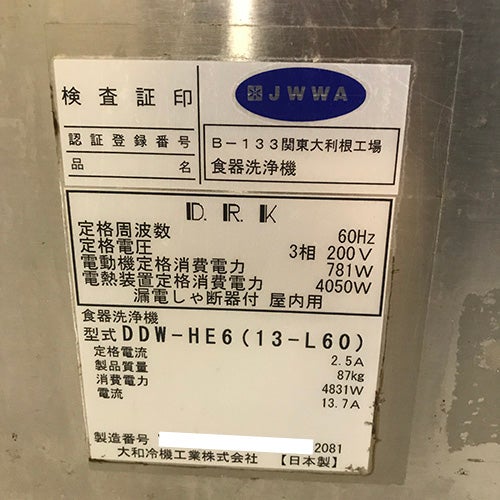 検査証印 JWWA
認証登録番号 B-133関東大利根工場
品名 食器洗浄機
D.R.K
定格周波数 60Hz
定格電圧 3相 200V
電動機定格消費電力 781W
電熱装置定格消費電力 4050W
漏電しゃ断器付 屋内用
食器洗浄機
型式 DDW-HE6(13-L60)
定格電流 2.5A
製品質量 87kg
消費電力 4831W
電流 13.7A
製造番号 2081
大和冷機工業株式会社 【日本製】